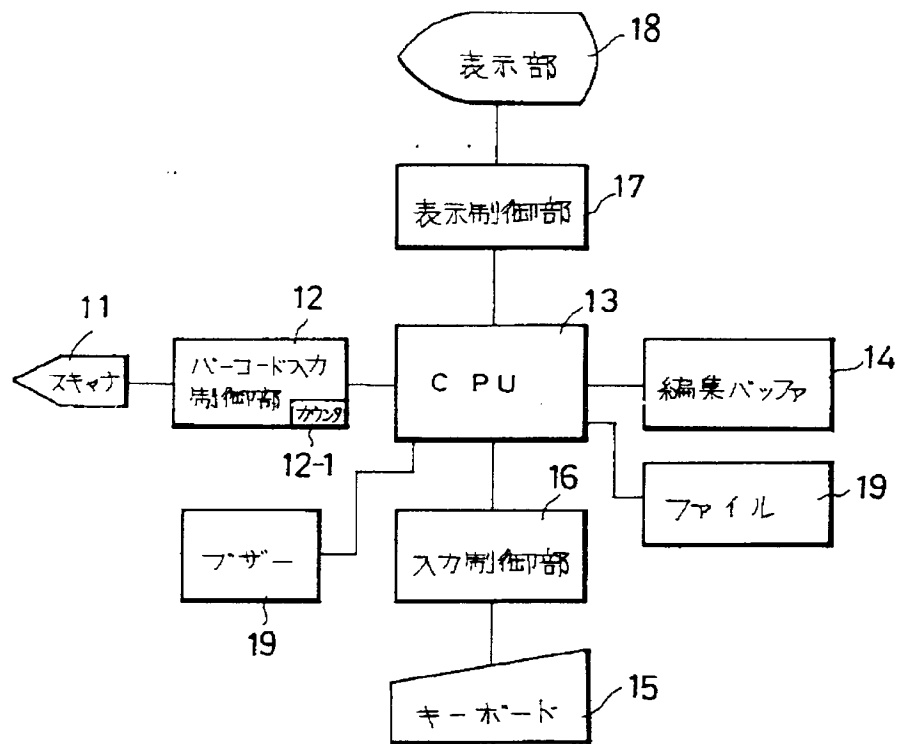 18
表示部
17
表示制御部
13
CPU
11
スキャナ
12
バーコード入力
制御部
カウンタ
12-1
14
編集バッファ
16
入力制御部
19
ファイル
ブザー
19
15
キーボード